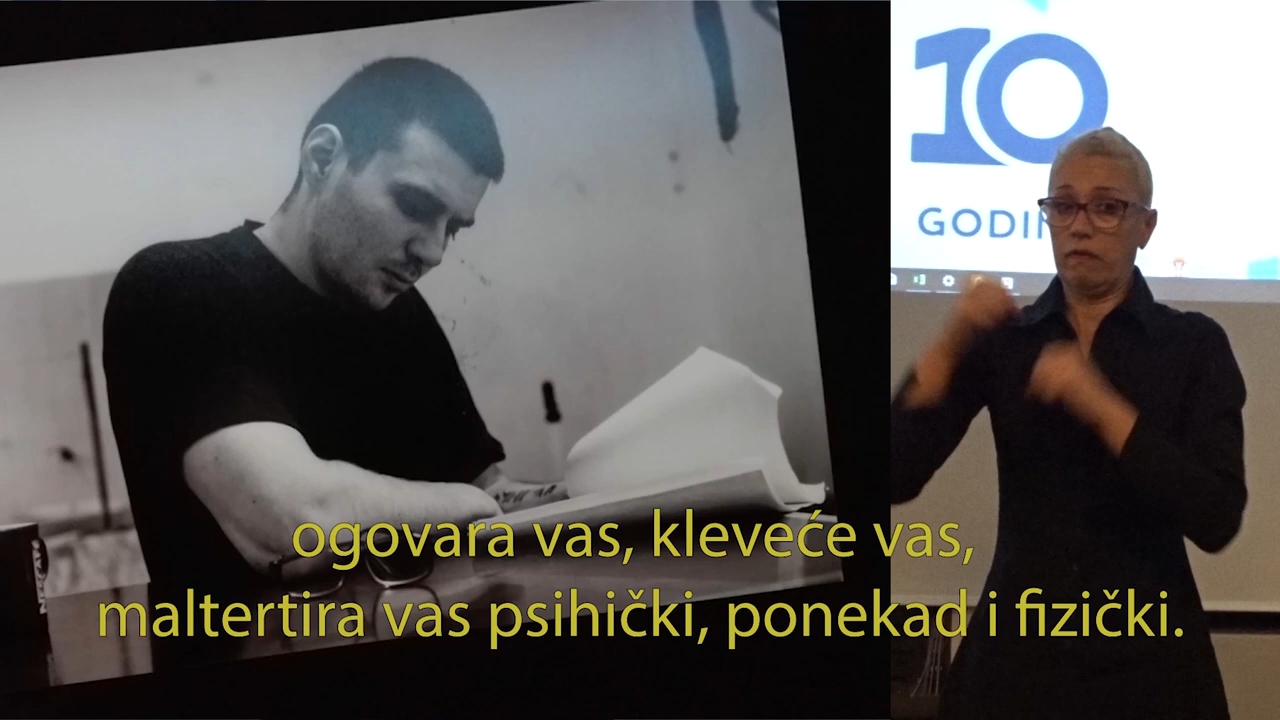 10
GODI
ogovara vas, kleveće vas,
maltertira vas psihički, ponekad i fizički.